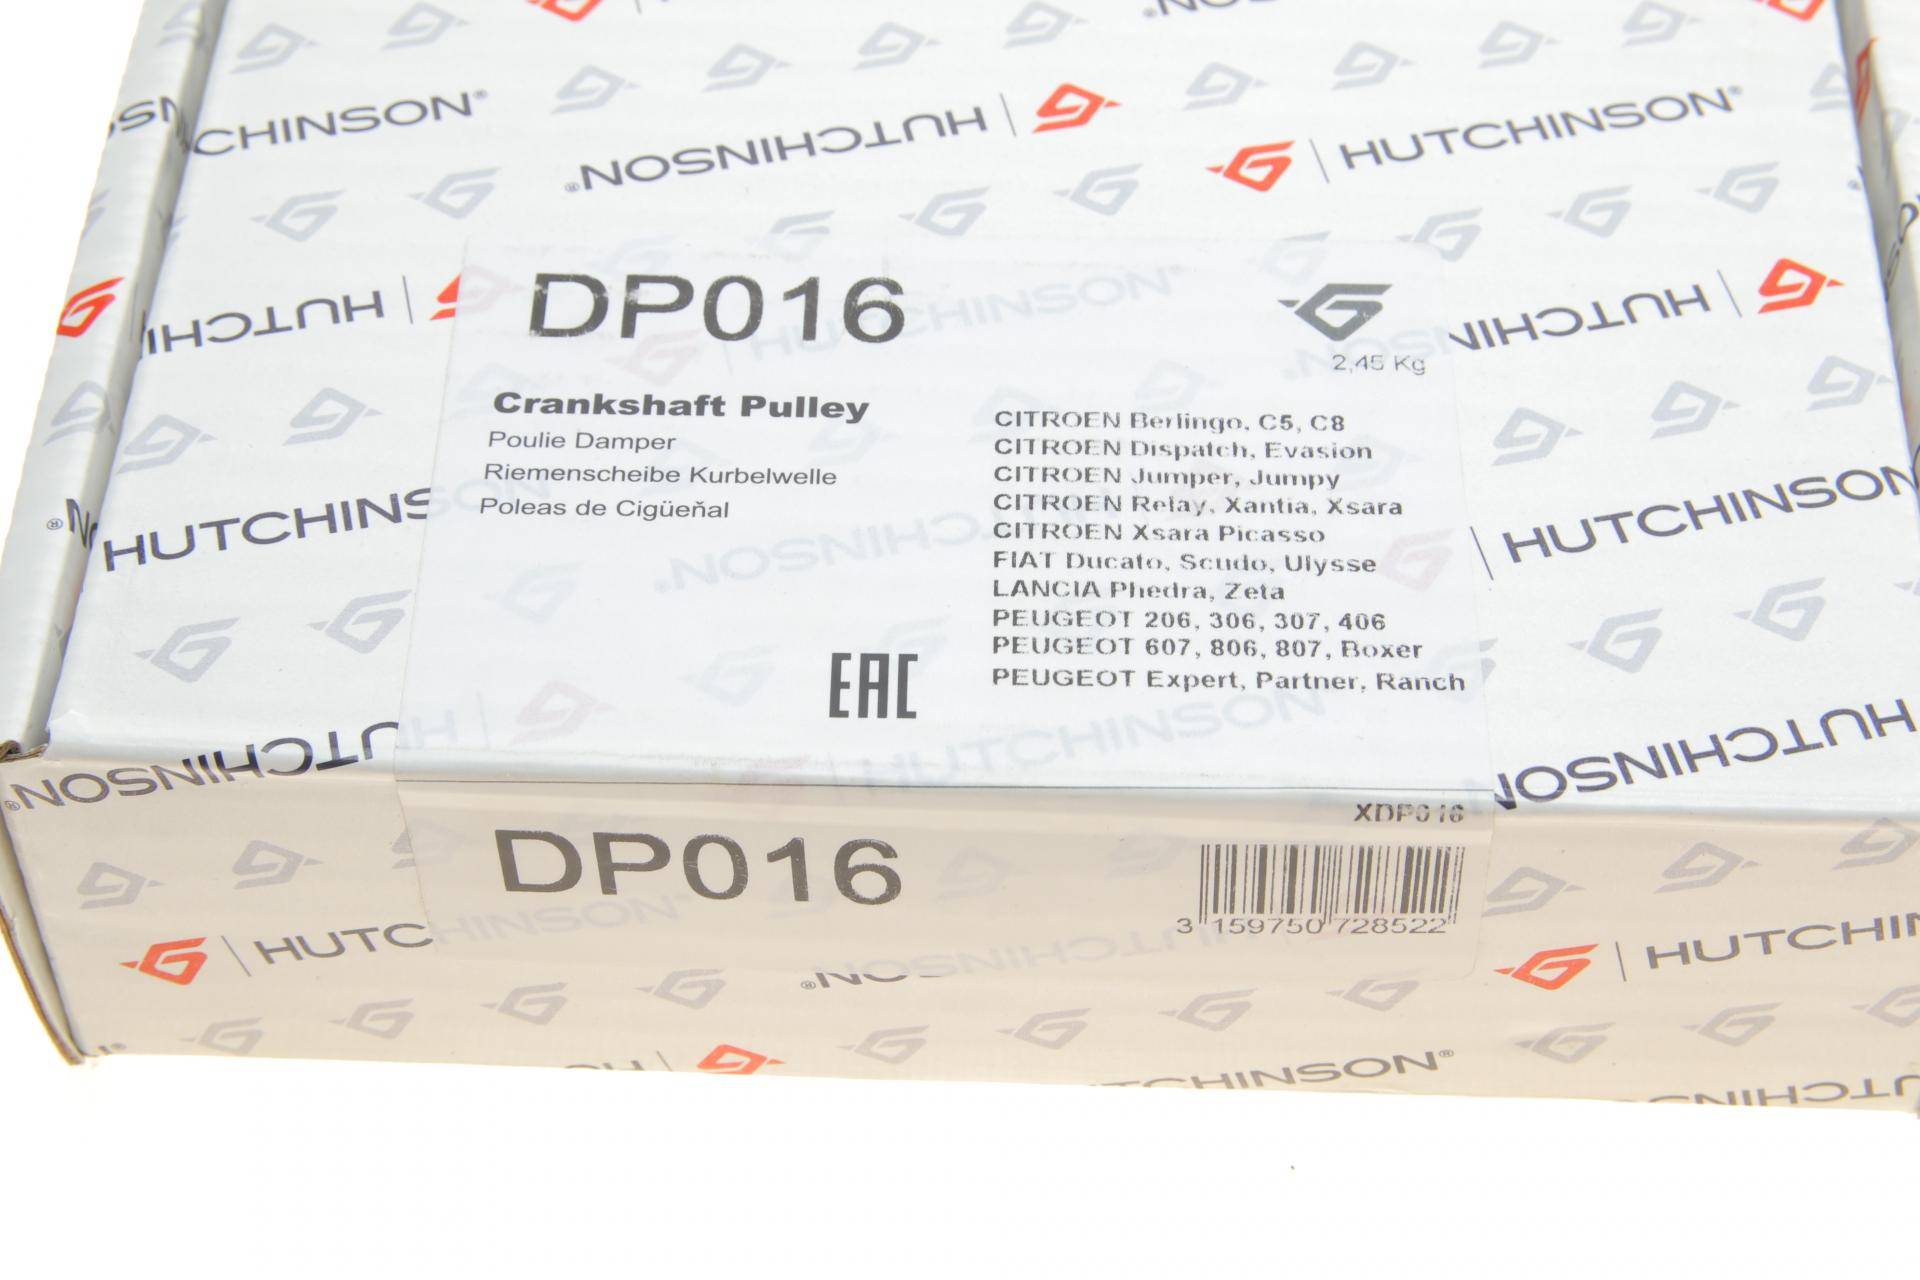 HUTCHINSON®
HUTCHINSON
HUTCHINSON®
HUTCHINSON
DP016
2,45 Kg
Crankshaft Pulley
Poulie Damper
Riemenscheibe Kurbelwelle
Poleas de Cigüeňal
CITROEN Berlingo, C5, C8
CITROEN Dispatch, Evasion
CITROEN Jumper, Jumpy
CITROEN Relay, Xantia, Xsara
CITROEN Xsara Picasso
FIAT Ducato, Scudo, Ulysse
LANCIA Phedra, Zeta
PEUGEOT 206, 306, 307, 406
PEUGEOT 607, 806, 807, Boxer
PEUGEOT Expert, Partner, Ranch
EAC
HUTCHINSON
HUTCHINSON®
XDP016
DP016
3 159750 728522